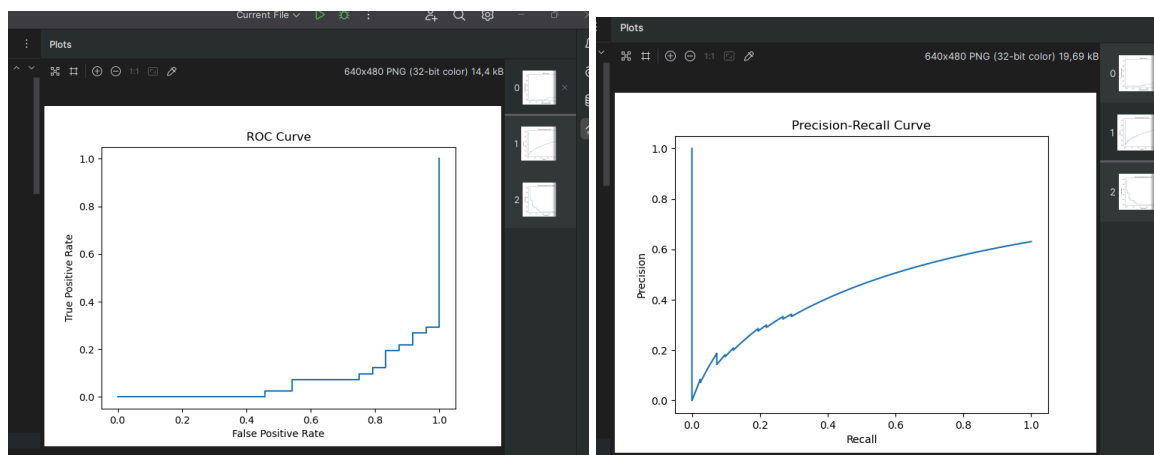 Current File
Plots
1:1
640x480 PNG (32-bit color) 14,4 kB
0
1
2
ROC Curve
1.0
0.8
0.6
0.4
0.2
0.0
True Positive Rate
0.0 0.2 0.4 0.6 0.8 1.0
False Positive Rate
Plots
1:1
640x480 PNG (32-bit color) 19,69 kB
0
1
2
Precision-Recall Curve
1.0
0.8
0.6
0.4
0.2
0.0
Precision
0.0 0.2 0.4 0.6 0.8 1.0
Recall